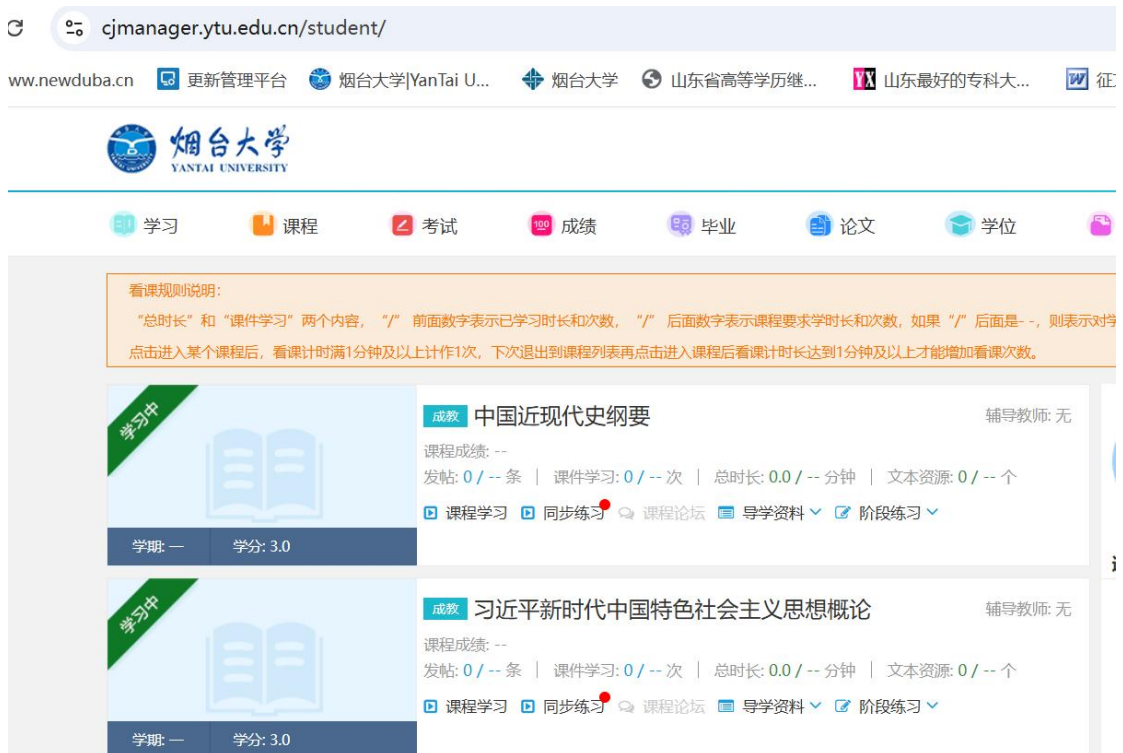 cjmanager.ytu.edu.cn/student/
ww.newduba.cn 更新管理平台 烟台大学|YanTai U... 烟台大学 山东省高等学历继... 山东最好的专科大...
烟台大学
YANTAI UNIVERSITY
学习 课程 考试 100 成绩 毕业 论文 学位
看课规则说明：
“总时长”和“课件学习”两个内容， “/” 前面数字表示已学习时长和次数， “/” 后面数字表示课程要求学时长和次数，如果 “/” 后面是- -，则表示对学
点击进入某个课程后，看课计时满1分钟及以上计作1次，下次退出到课程列表再点击进入课程后看课计时长达到1分钟及以上才能增加看课次数。
学习中
成教 中国近现代史纲要 辅导教师: 无
课程成绩: --
发帖: 0 / -- 条 | 课件学习: 0 / -- 次 | 总时长: 0.0 / -- 分钟 | 文本资源: 0 / -- 个
课程学习 同步练习 课程论坛 导学资料 阶段练习
学期: — 学分: 3.0
学习中
成教 习近平新时代中国特色社会主义思想概论 辅导教师: 无
课程成绩: --
发帖: 0 / -- 条 | 课件学习: 0 / -- 次 | 总时长: 0.0 / -- 分钟 | 文本资源: 0 / -- 个
课程学习 同步练习 课程论坛 导学资料 阶段练习
学期: — 学分: 3.0